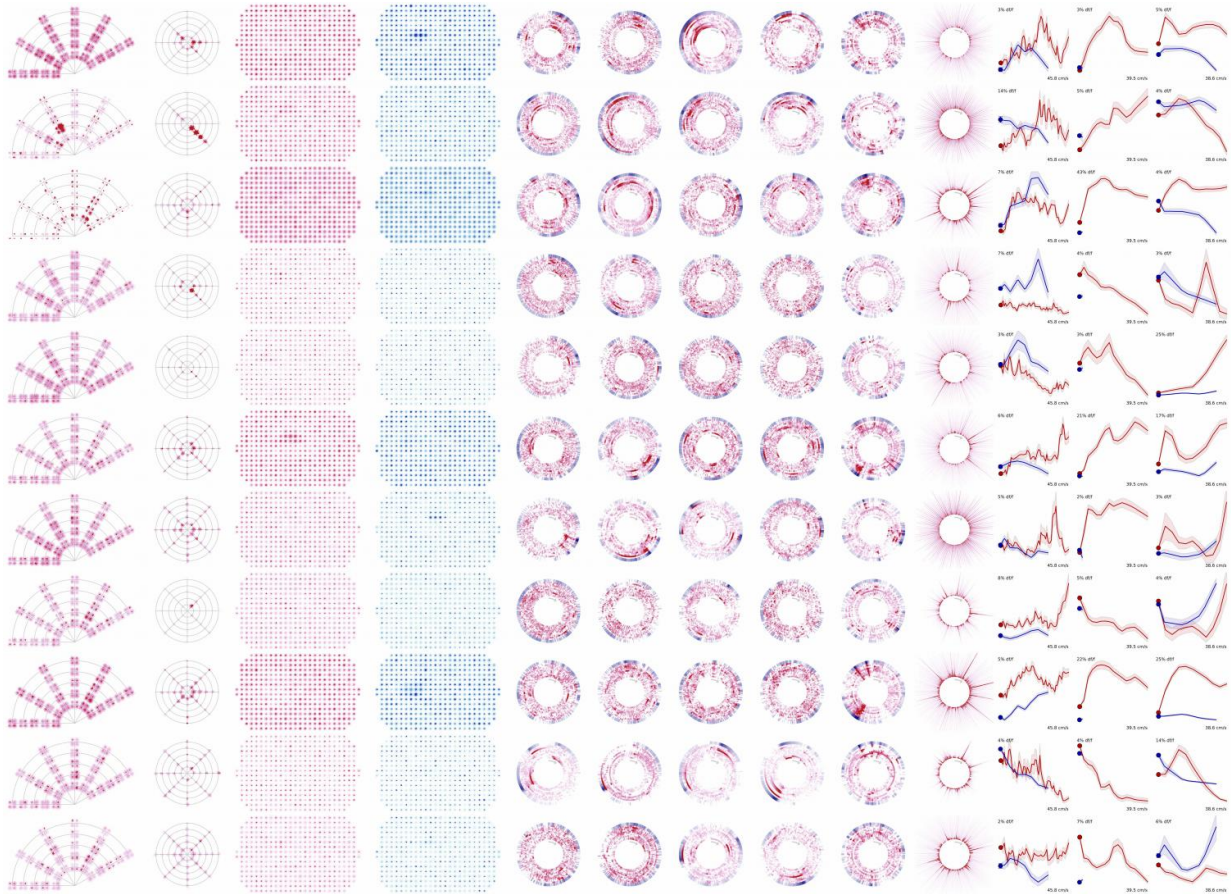 3% df/f 3% df/f 5% df/f
45.8 cm/s 39.5 cm/s 38.6 cm/s
14% df/f 5% df/f 4% df/f
45.8 cm/s 39.5 cm/s 38.6 cm/s
7% df/f 43% df/f 4% df/f
45.8 cm/s 39.5 cm/s 38.6 cm/s
7% df/f 4% df/f 3% df/f
45.8 cm/s 39.5 cm/s 38.6 cm/s
3% df/f 3% df/f 25% df/f
45.8 cm/s 39.5 cm/s 38.6 cm/s
6% df/f 21% df/f 17% df/f
45.8 cm/s 39.5 cm/s 38.6 cm/s
5% df/f 2% df/f 3% df/f
45.8 cm/s 39.5 cm/s 38.6 cm/s
8% df/f 5% df/f 4% df/f
45.8 cm/s 39.5 cm/s 38.6 cm/s
5% df/f 22% df/f 25% df/f
45.8 cm/s 39.5 cm/s 38.6 cm/s
4% df/f 4% df/f 14% df/f
45.8 cm/s 39.5 cm/s 38.6 cm/s
2% df/f 7% df/f 6% df/f
45.8 cm/s 39.5 cm/s 38.6 cm/s